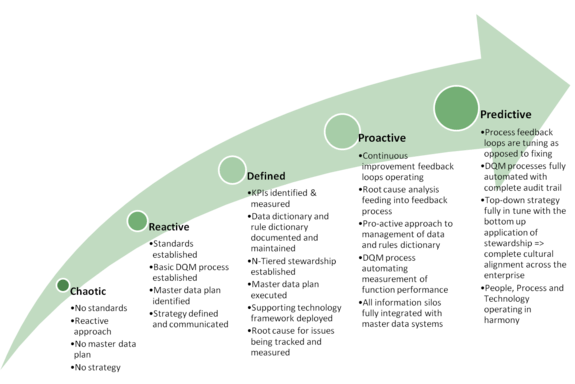 Chaotic
•No standards
•Reactive
approach
•No master data
plan
•No strategy
Reactive
•Standards
established
•Basic DQM process
established
•Master data plan
identified
•Strategy defined
and communicated
Defined
•KPIs identified &
measured
•Data dictionary and
rule dictionary
documented and
maintained
•N-Tiered stewardship
established
•Master data plan
executed
•Supporting technology
framework deployed
•Root cause for issues
being tracked and
measured
Proactive
•Continuous
improvement feedback
loops operating
•Root cause analysis
feeding into feedback
process
•Pro-active approach to
management of data
and rules dictionary
•DQM process
automating
measurement of
function performance
•All information silos
fully integrated with
master data systems
Predictive
•Process feedback
loops are tuning as
opposed to fixing
•DQM processes fully
automated with
complete audit trail
•Top-down strategy
fully in tune with the
bottom up
application of
stewardship =>
complete cultural
alignment across the
enterprise
•People, Process and
Technology
operating in
harmony